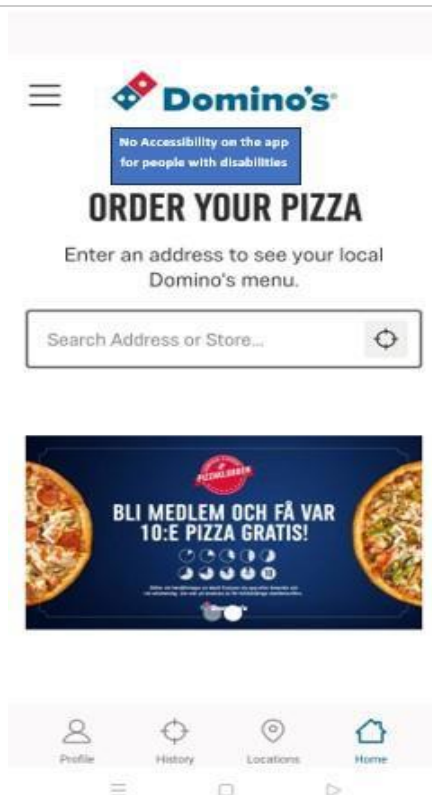 Domino's
No Accessibility on the app
for people with disabilities
ORDER YOUR PIZZA
Enter an address to see your local
Domino's menu.
Search Address or Store...
PIZZAKLUBBEN
BLI MEDLEM OCH FÅ VAR
10:E PIZZA GRATIS!
10
Domino's
Profile
History
Locations
Home